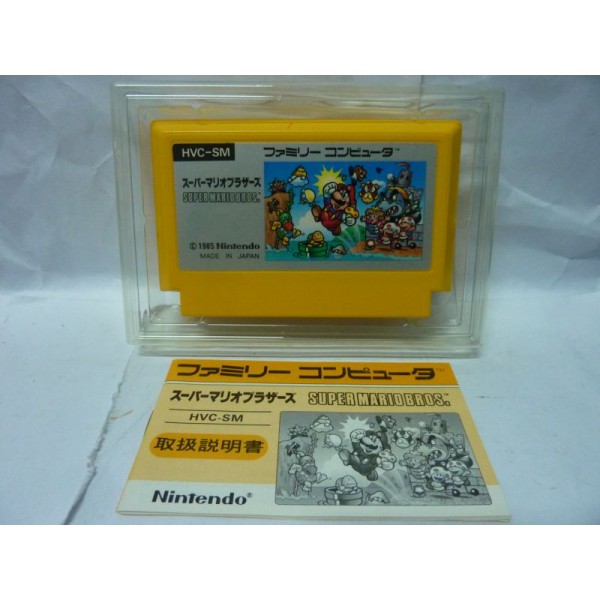 HVC-SM
ファミリー コンピュータ™
スーパーマリオブラザーズ
SUPER MARIO BROS.™
© 1985 Nintendo
MADE IN JAPAN
ファミリー コンピュータ™
スーパーマリオブラザーズ SUPER MARIO BROS.™
HVC-SM
取扱説明書
Nintendo®